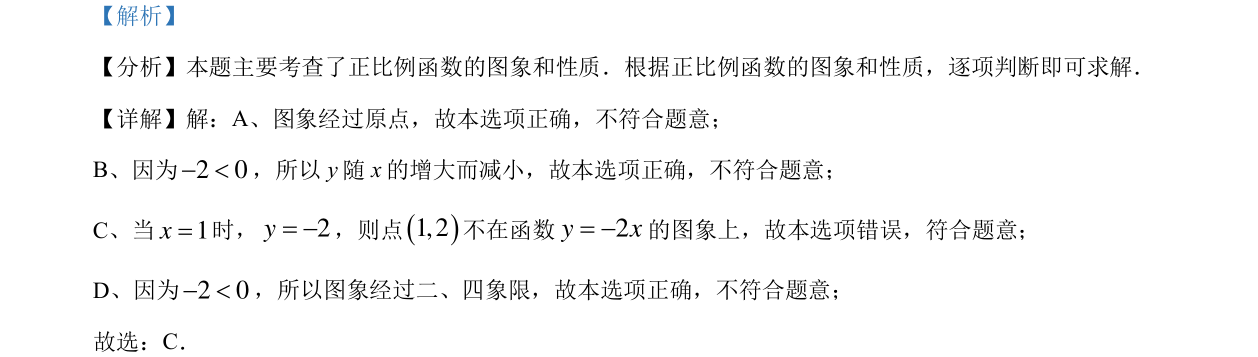 【解析】
【分析】本题主要考查了正比例函数的图象和性质．根据正比例函数的图象和性质，逐项判断即可求解．
【详解】解：A、图象经过原点，故本选项正确，不符合题意；
B、因为−2<0，所以 y 随 x 的增大而减小，故本选项正确，不符合题意；
C、当 x=1时， y=−2，则点(1,2)不在函数 y=−2x 的图象上，故本选项错误，符合题意；
D、因为−2<0，所以图象经过二、四象限，故本选项正确，不符合题意；
故选：C．